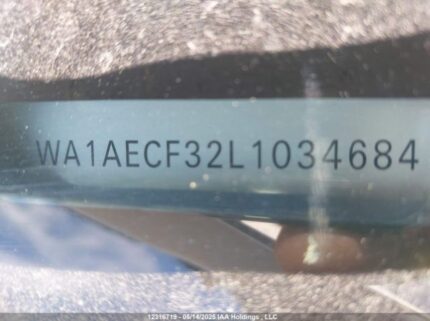 WA1AECF32L1034684
12316719 - 05/14/2025 IAA Holdings , LLC